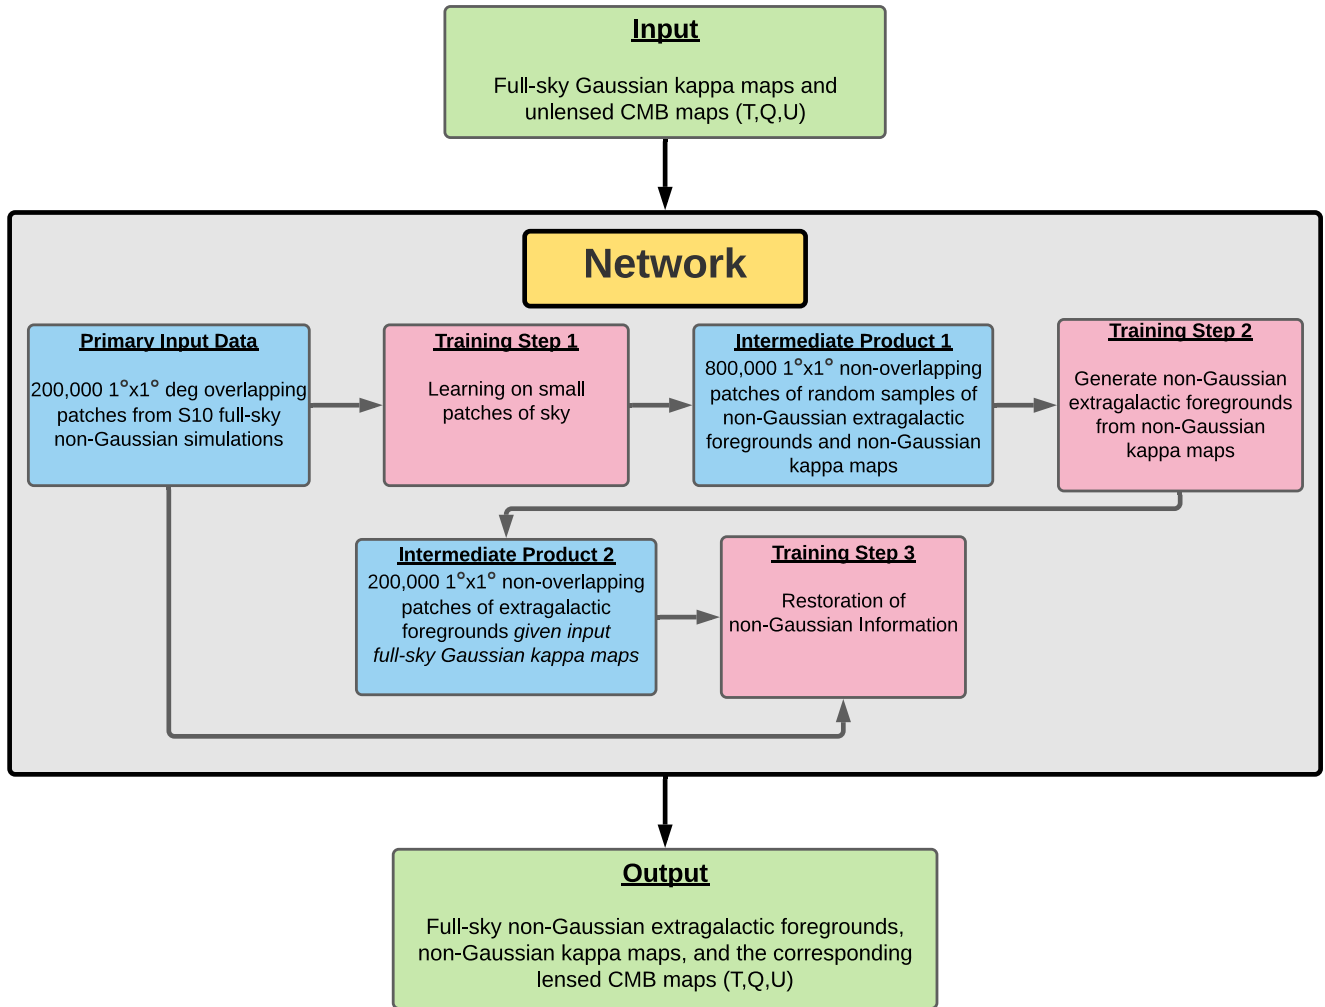 Input
Full-sky Gaussian kappa maps and
unlensed CMB maps (T,Q,U)
Network
Primary Input Data
200,000 1°x1° deg overlapping
patches from S10 full-sky
non-Gaussian simulations
Training Step 1
Learning on small
patches of sky
Intermediate Product 1
800,000 1°x1° non-overlapping
patches of random samples of
non-Gaussian extragalactic
foregrounds and non-Gaussian
kappa maps
Training Step 2
Generate non-Gaussian
extragalactic foregrounds
from non-Gaussian
kappa maps
Intermediate Product 2
200,000 1°x1° non-overlapping
patches of extragalactic
foregrounds given input
full-sky Gaussian kappa maps
Training Step 3
Restoration of
non-Gaussian Information
Output
Full-sky non-Gaussian extragalactic foregrounds,
non-Gaussian kappa maps, and the corresponding
lensed CMB maps (T,Q,U)